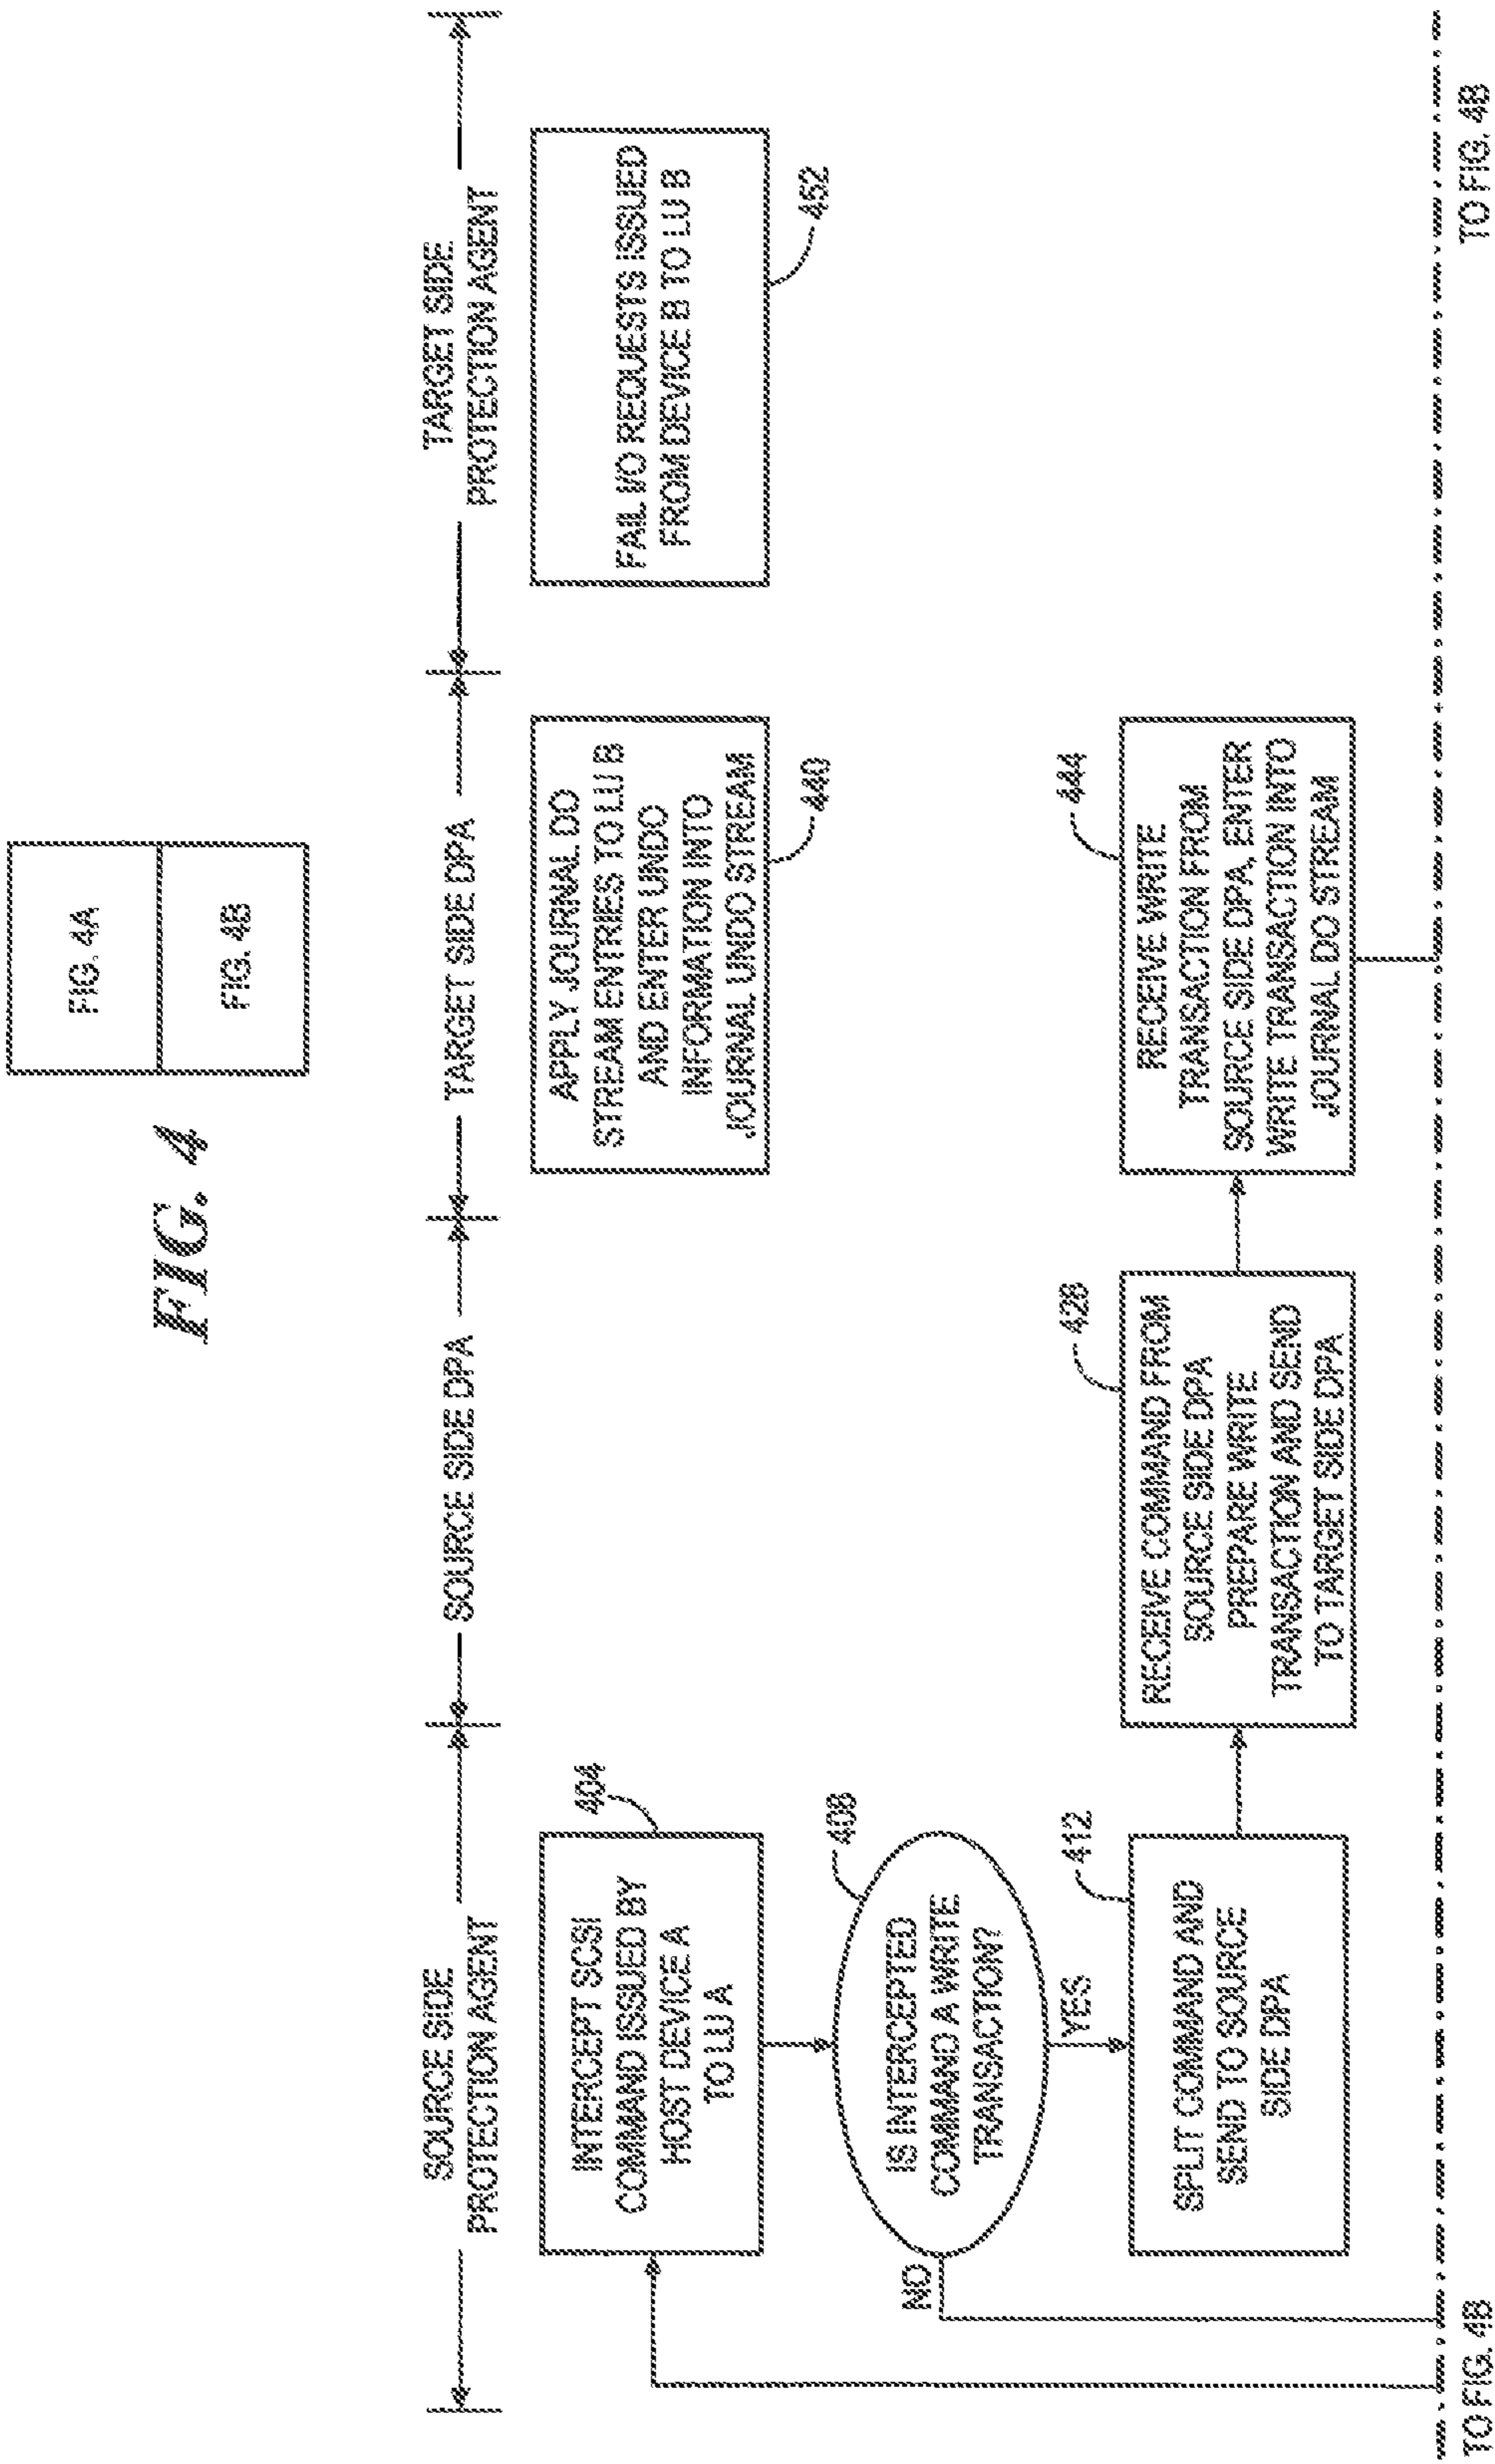 FIG. 4
FIG. 4A
FIG. 4B
SOURCE SIDE
PROTECTION AGENT
SOURCE SIDE DPA
TARGET SIDE DPA
TARGET SIDE
PROTECTION AGENT
INTERCEPT SCSI
COMMAND ISSUED BY
HOST DEVICE A
TO LU A
404
APPLY JOURNAL DO
STREAM ENTRIES TO LU B
AND ENTER UNDO
INFORMATION INTO
JOURNAL UNDO STREAM
440
FAIL I/O REQUESTS ISSUED
FROM DEVICE B TO LU B
452
IS INTERCEPTED
COMMAND A WRITE
TRANSACTION?
408
NO
YES
SPLIT COMMAND AND
SEND TO SOURCE
SIDE DPA
412
RECEIVE COMMAND FROM
SOURCE SIDE DPA
PREPARE WRITE
TRANSACTION AND SEND
TO TARGET SIDE DPA
428
RECEIVE WRITE
TRANSACTION FROM
SOURCE SIDE DPA, ENTER
WRITE TRANSACTION INTO
JOURNAL DO STREAM
444
TO FIG. 4B
TO FIG. 4B